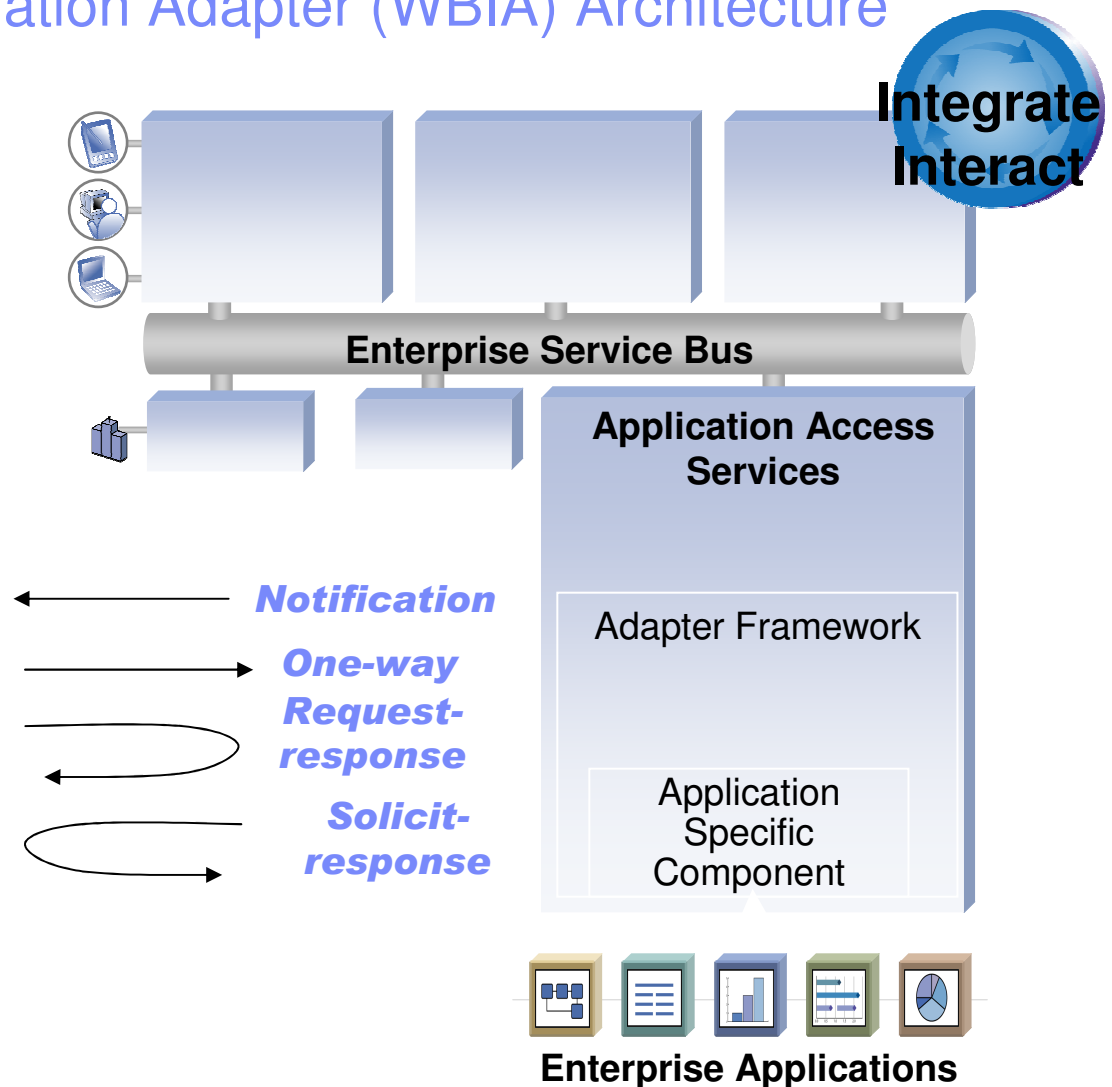 ation Adapter (WBIA) Architecture
Integrate
Interact
Enterprise Service Bus
Application Access
Services
Notification
One-way
Request-
response
Solicit-
response
Adapter Framework
Application
Specific
Component
Enterprise Applications